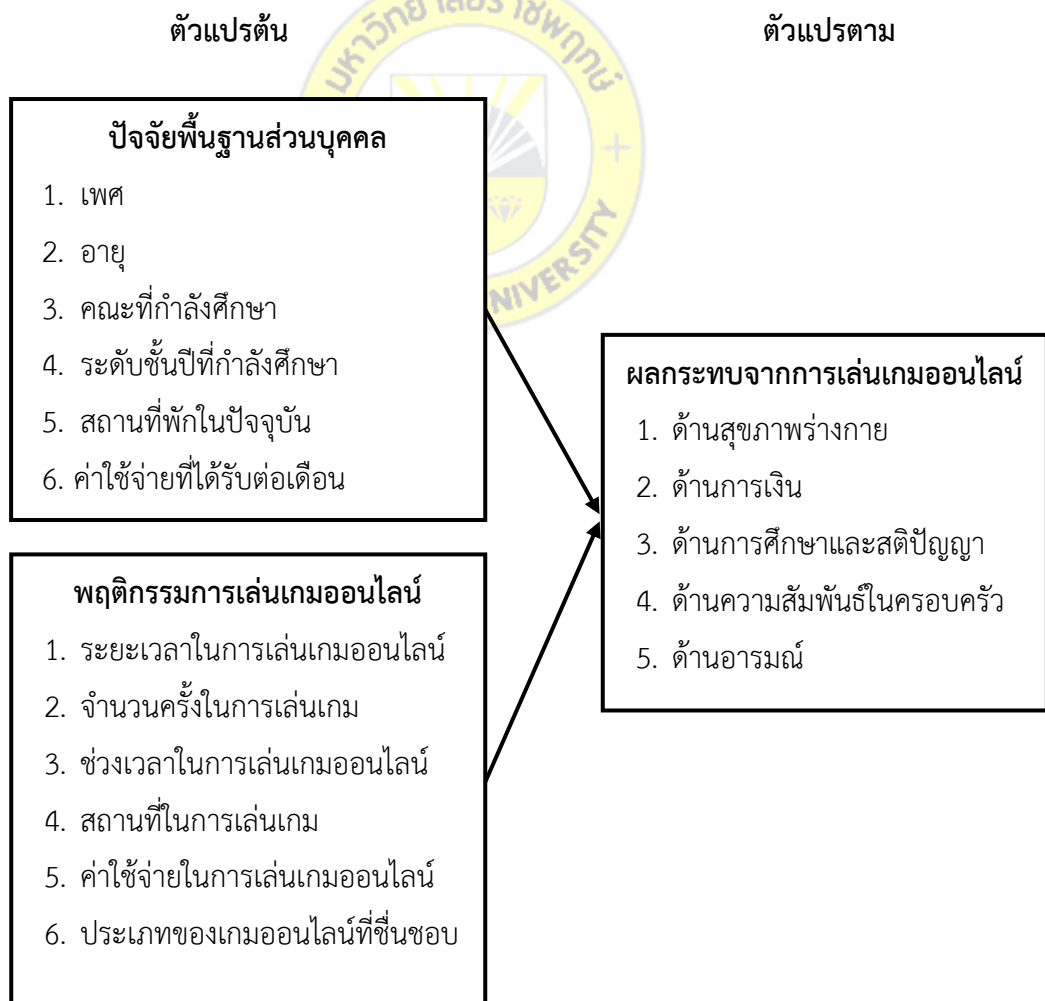 ตัวแปรต้น
ตัวแปรตาม
ปัจจัยพื้นฐานส่วนบุคคล
1. เพศ
2. อายุ
3. คณะที่กำลังศึกษา
4. ระดับชั้นปีที่กำลังศึกษา
5. สถานที่พักในปัจจุบัน
6. ค่าใช้จ่ายที่ได้รับต่อเดือน
พฤติกรรมการเล่นเกมออนไลน์
1. ระยะเวลาในการเล่นเกมออนไลน์
2. จำนวนครั้งในการเล่นเกม
3. ช่วงเวลาในการเล่นเกมออนไลน์
4. สถานที่ในการเล่นเกม
5. ค่าใช้จ่ายในการเล่นเกมออนไลน์
6. ประเภทของเกมออนไลน์ที่ชื่นชอบ
ผลกระทบจากการเล่นเกมออนไลน์
1. ด้านสุขภาพร่างกาย
2. ด้านการเงิน
3. ด้านการศึกษาและสติปัญญา
4. ด้านความสัมพันธ์ในครอบครัว
5. ด้านอารมณ์